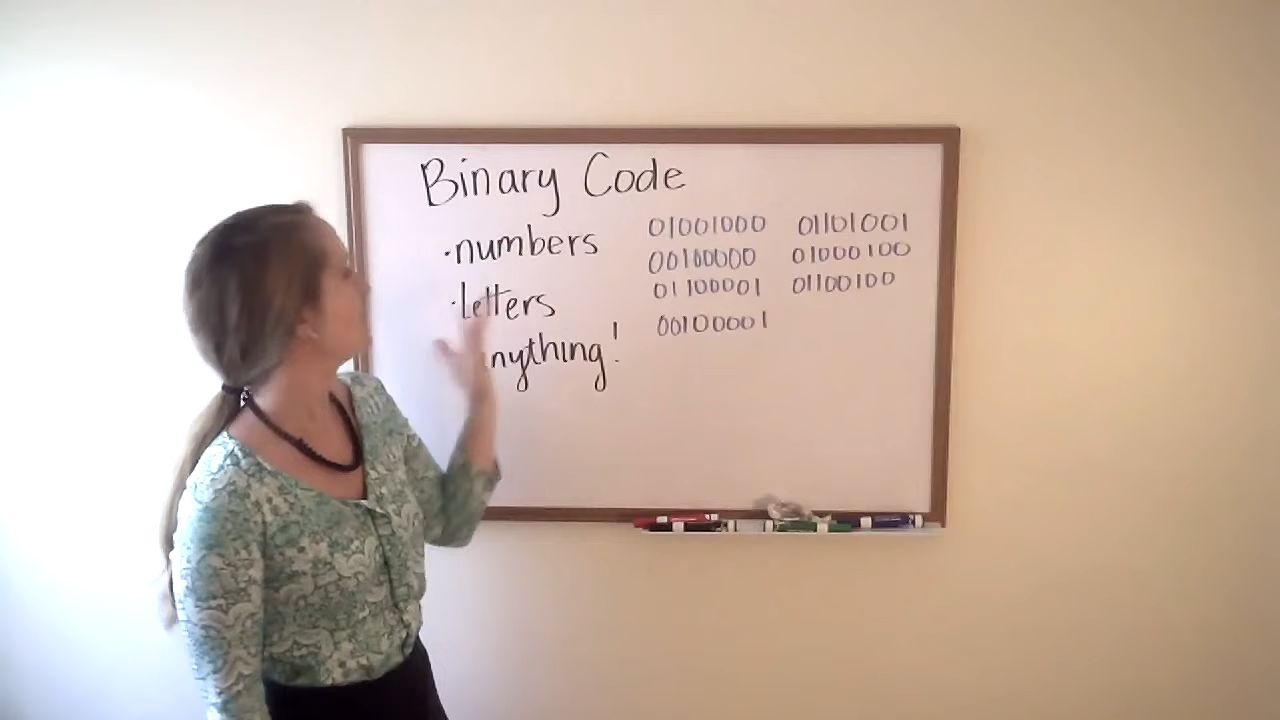 Binary Code
·numbers
·letters
nything!
01001000 01101001
00100000 01000100
01100001 01100100
00100001